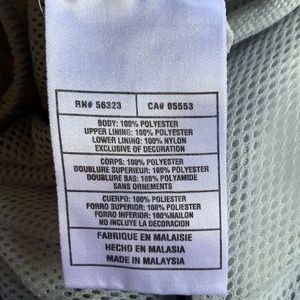 RN# 56323 CA# 05553
BODY: 100% POLYESTER
UPPER LINING: 100% POLYESTER
LOWER LINING: 100% NYLON
EXCLUSIVE OF DECORATION
CORPS: 100% POLYESTER
DOUBLURE SUPERIEUR: 100% POLYESTER
DOUBLURE BAS: 100% POLYAMIDE
SANS ORNEMENTS
CUERPO: 100% POLIESTER
FORRO SUPERIOR: 100% POLIESTER
FORRO INFERIOR: 100%NAILON
NO INCLUYE LA DECORACION
FABRIQUE EN MALAISIE
HECHO EN MALASIA
MADE IN MALAYSIA